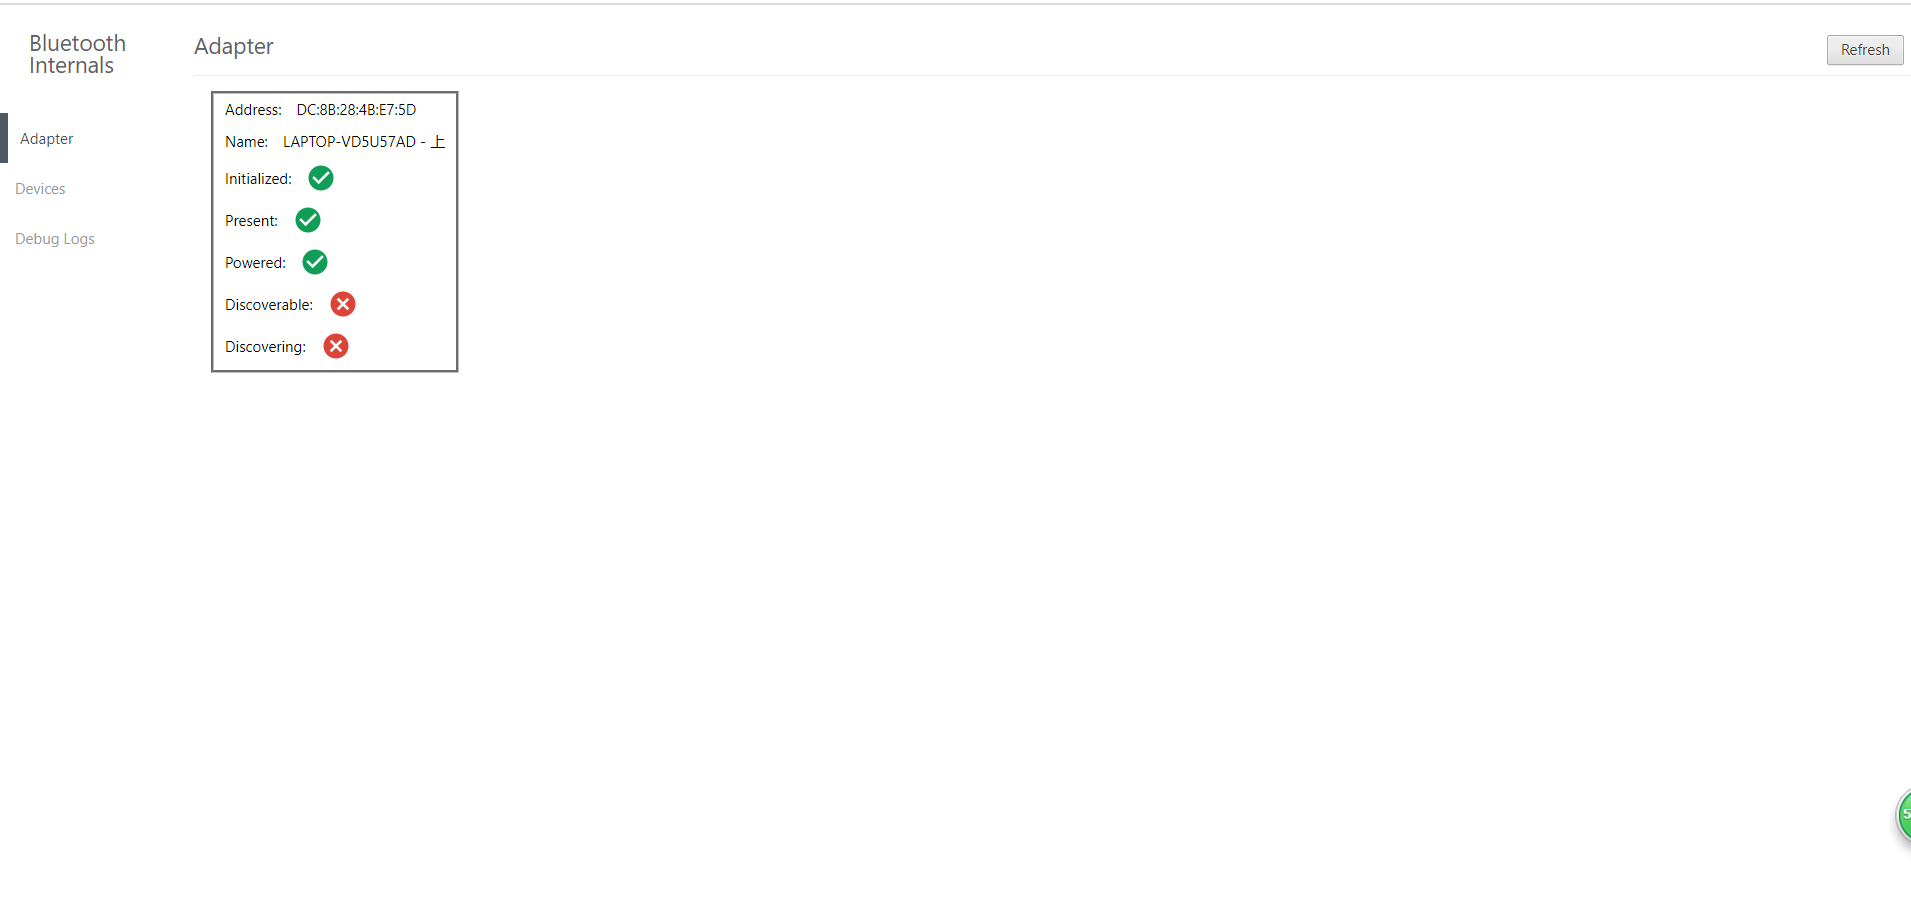 Bluetooth
Internals
Adapter
Devices
Debug Logs
Adapter
Refresh
Address: DC:8B:28:4B:E7:5D
Name: LAPTOP-VD5U57AD - 上
Initialized:
Present:
Powered:
Discoverable:
Discovering: